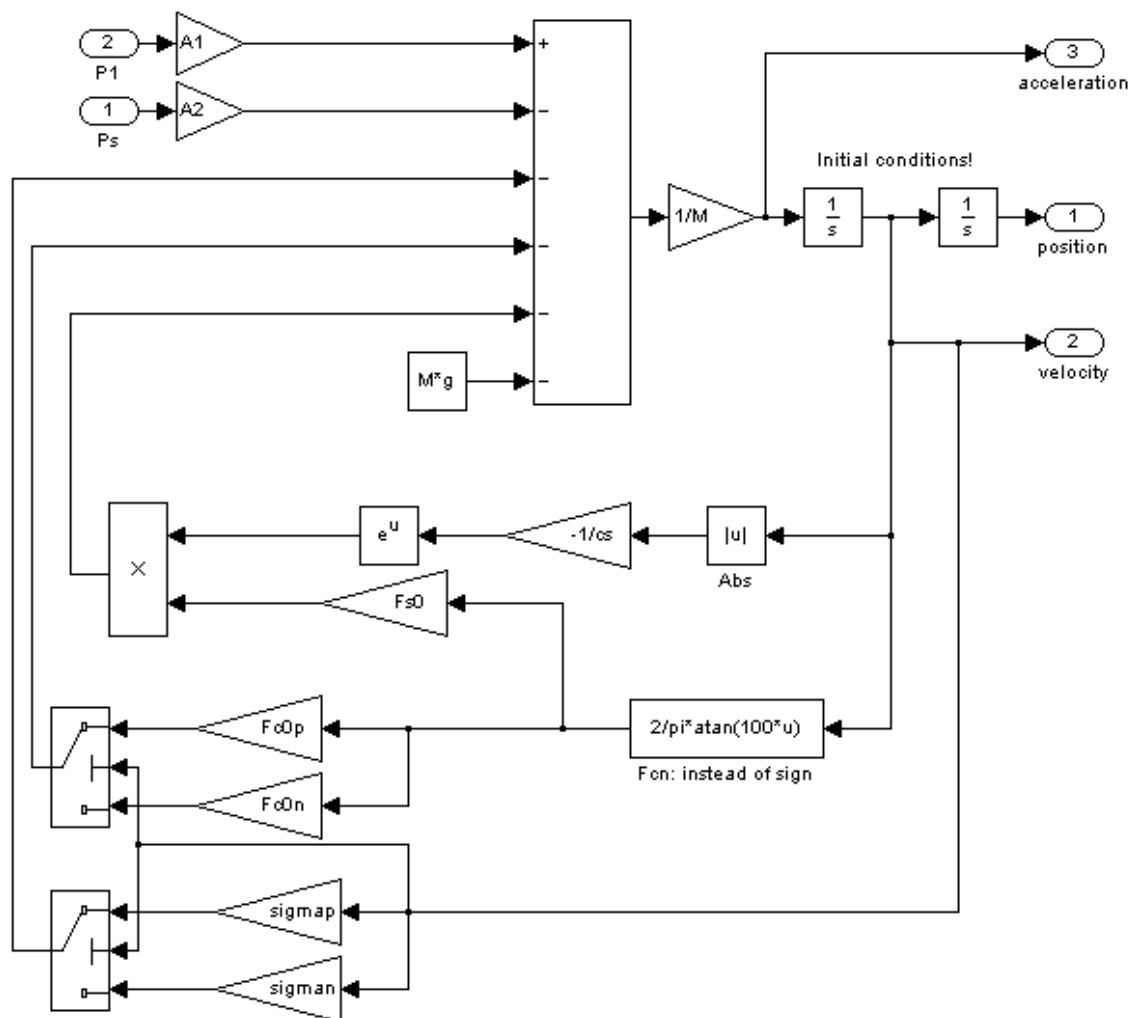 2
A1
P1
1
A2
Ps
+
−
−
−
−
−
M*g
1/M
Initial conditions!
1
s
1
s
3
acceleration
1
position
2
velocity
×
e^u
-1/cs
|u|
Abs
Fs0
Fc0p
2/pi*atan(100*u)
Fcn: instead of sign
Fc0n
sigmap
sigman